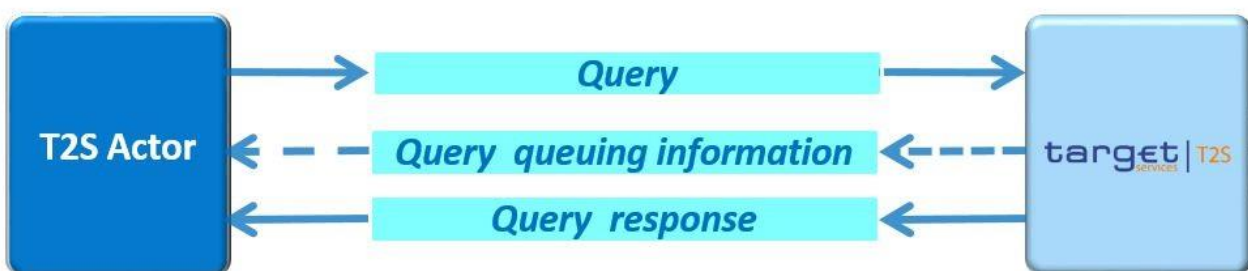 Query
T2S Actor
Query queuing information
target | T2S
services
Query response